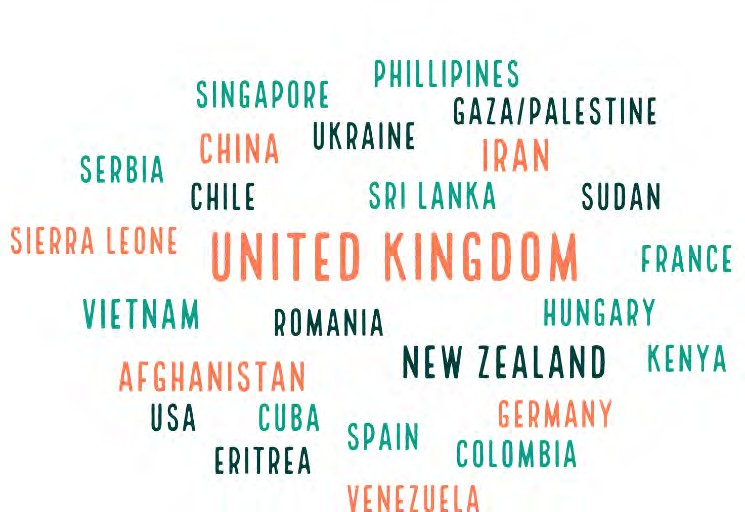 PHILLIPINES
SINGAPORE
GAZA/PALESTINE
UKRAINE
CHINA
IRAN
SERBIA
CHILE
SRI LANKA
SUDAN
SIERRA LEONE
UNITED KINGDOM
FRANCE
VIETNAM
ROMANIA
HUNGARY
NEW ZEALAND
KENYA
AFGHANISTAN
USA
CUBA
GERMANY
SPAIN
ERITREA
COLOMBIA
VENEZUELA